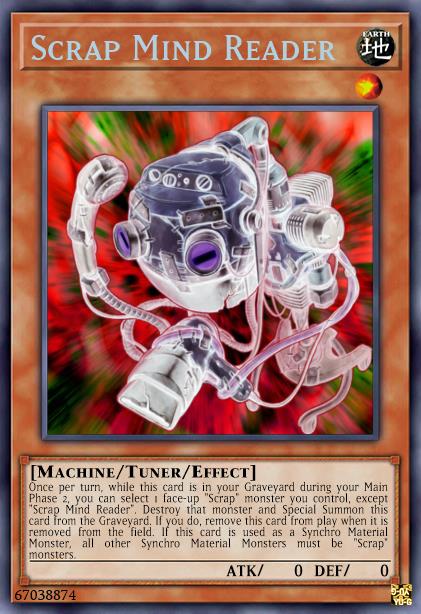 Scrap Mind Reader
EARTH
地
[Machine/Tuner/Effect]
Once per turn, while this card is in your Graveyard during your Main
Phase 2, you can select 1 face-up "Scrap" monster you control, except
"Scrap Mind Reader". Destroy that monster and Special Summon this
card from the Graveyard. If you do, remove this card from play when it is
removed from the field. If this card is used as a Synchro Material
Monster, all other Synchro Material Monsters must be "Scrap"
monsters.
ATK/ 0 DEF/ 0
67038874